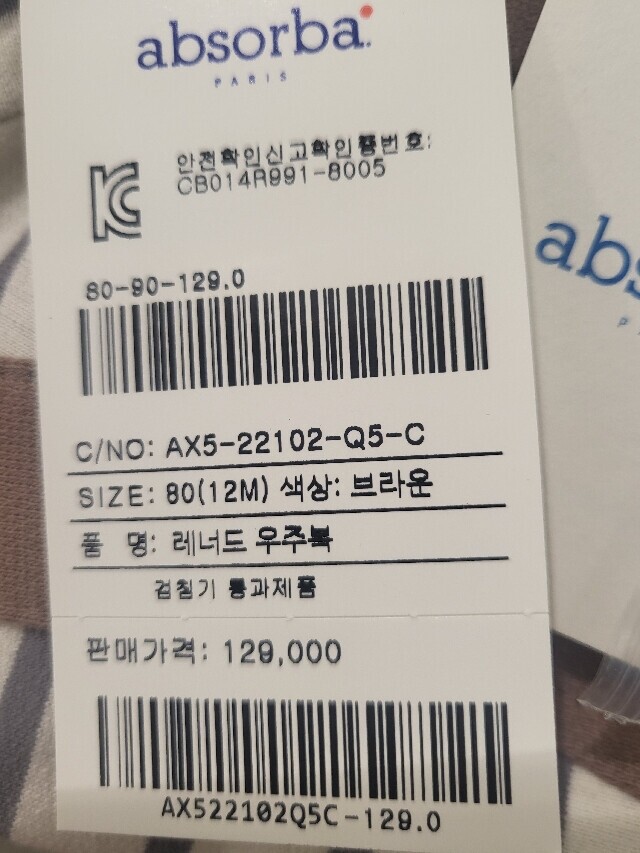 absorba.
PARIS
안전확인신고확인증번호:
CB014R991-8005
80-90-129.0
C/NO: AX5-22102-Q5-C
SIZE: 80(12M) 색상: 브라운
품 명: 레너드 우주복
검침기 통과제품
판매가격: 129,000
AX522102Q5C-129.0
abs
P